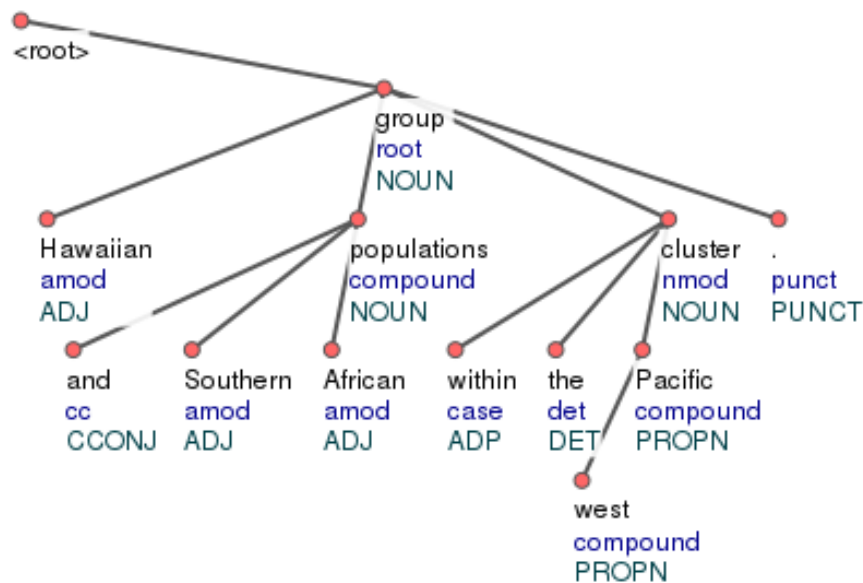 <root>
group
root
NOUN
Hawaiian populations cluster .
amod compound nmod punct
ADJ NOUN NOUN PUNCT
and Southern African within the Pacific
cc amod amod case det compound
CCONJ ADJ ADJ ADP DET PROPN
west
compound
PROPN